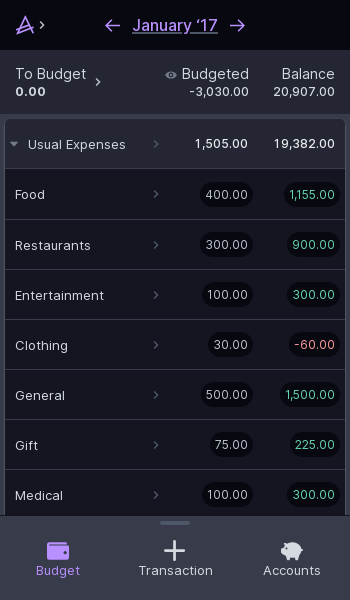 January ‘17
To Budget Budgeted Balance
0.00 -3,030.00 20,907.00
Usual Expenses 1,505.00 19,382.00
Food 400.00 1,155.00
Restaurants 300.00 900.00
Entertainment 100.00 300.00
Clothing 30.00 -60.00
General 500.00 1,500.00
Gift 75.00 225.00
Medical 100.00 300.00
Budget Transaction Accounts